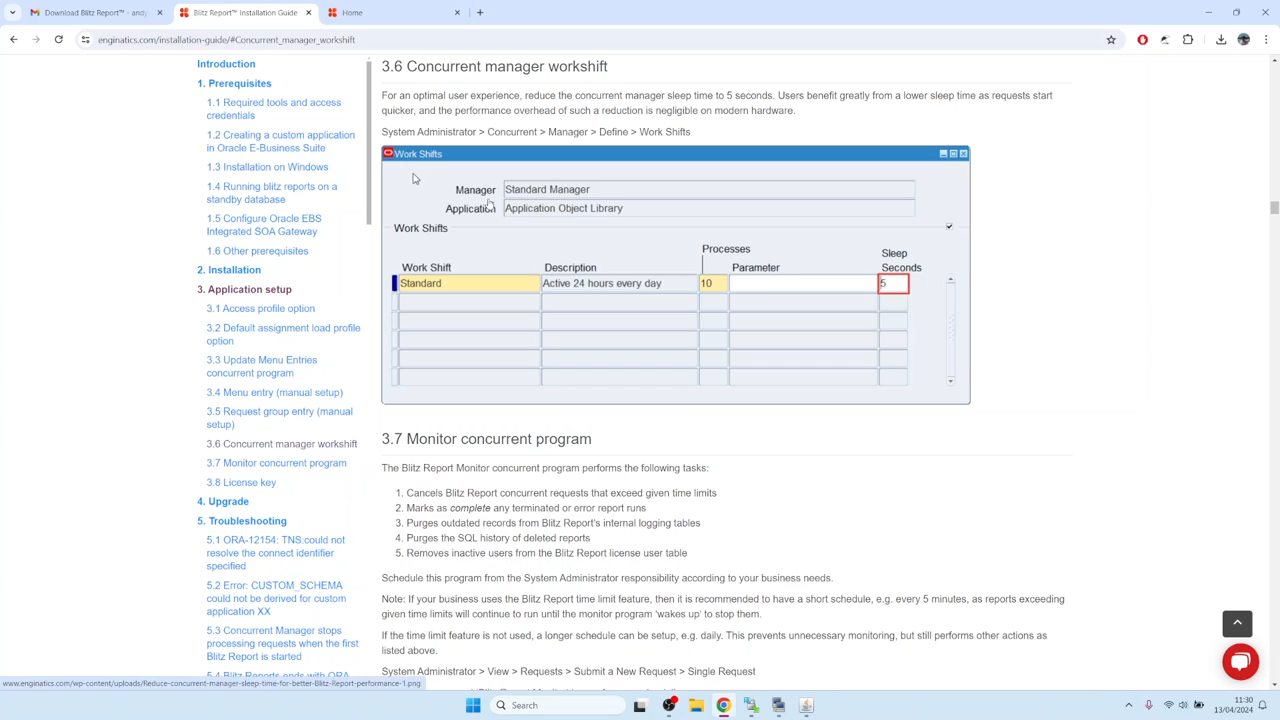 Download Blitz Report™ - andy
Blitz Report™ Installation Guide
Home
enginatics.com/installation-guide/#Concurrent_manager_workshift
Introduction
1. Prerequisites
1.1 Required tools and access
credentials
1.2 Creating a custom application
in Oracle E-Business Suite
1.3 Installation on Windows
1.4 Running blitz reports on a
standby database
1.5 Configure Oracle EBS
Integrated SOA Gateway
1.6 Other prerequisites
2. Installation
3. Application setup
3.1 Access profile option
3.2 Default assignment load profile
option
3.3 Update Menu Entries
concurrent program
3.4 Menu entry (manual setup)
3.5 Request group entry (manual
setup)
3.6 Concurrent manager workshift
3.7 Monitor concurrent program
3.8 License key
4. Upgrade
5. Troubleshooting
5.1 ORA-12154: TNS:could not
resolve the connect identifier
specified
5.2 Error: CUSTOM_SCHEMA
could not be derived for custom
application XX
5.3 Concurrent Manager stops
processing requests when the first
Blitz Report is started
5.4 Blitz Reports ends with ORA
www.enginatics.com/wp-content/uploads/Reduce-concurrent-manager-sleep-time-for-better-Blitz-Report-performance-1.png
3.6 Concurrent manager workshift
For an optimal user experience, reduce the concurrent manager sleep time to 5 seconds. Users benefit greatly from a lower sleep time as requests start
quicker, and the performance overhead of such a reduction is negligible on modern hardware.
System Administrator > Concurrent > Manager > Define > Work Shifts
Work Shifts
Manager Standard Manager
Application Application Object Library
Work Shifts
Processes
Sleep
Work Shift Description Parameter Seconds
Standard Active 24 hours every day 10 5
3.7 Monitor concurrent program
The Blitz Report Monitor concurrent program performs the following tasks:
1. Cancels Blitz Report concurrent requests that exceed given time limits
2. Marks as complete any terminated or error report runs
3. Purges outdated records from Blitz Report's internal logging tables
4. Purges the SQL history of deleted reports
5. Removes inactive users from the Blitz Report license user table
Schedule this program from the System Administrator responsibility according to your business needs.
Note: If your business uses the Blitz Report time limit feature, then it is recommended to have a short schedule, e.g. every 5 minutes, as reports exceeding
given time limits will continue to run until the monitor program 'wakes up' to stop them.
If the time limit feature is not used, a longer schedule can be setup, e.g. daily. This prevents unnecessary monitoring, but still performs other actions as
listed above.
System Administrator > View > Requests > Submit a New Request > Single Request
Search
11:30
13/04/2024